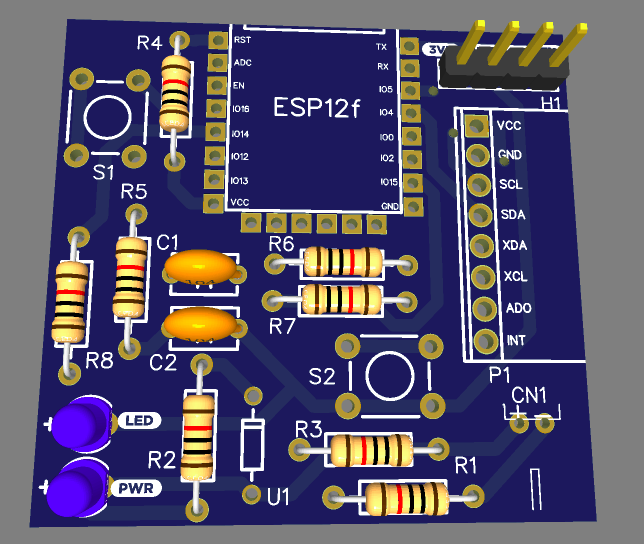 R4
RST
ADC
EN
IO16
IO14
IO12
IO13
VCC
ESP12f
TX
RX
IO5
IO4
IO0
IO2
IO15
GND
3V
H1
VCC
GND
SCL
SDA
XDA
XCL
ADO
INT
P1
S1
R5
C1
R6
R7
C2
R8
S2
CN1
+
LED
PWR
R2
U1
R3
R1